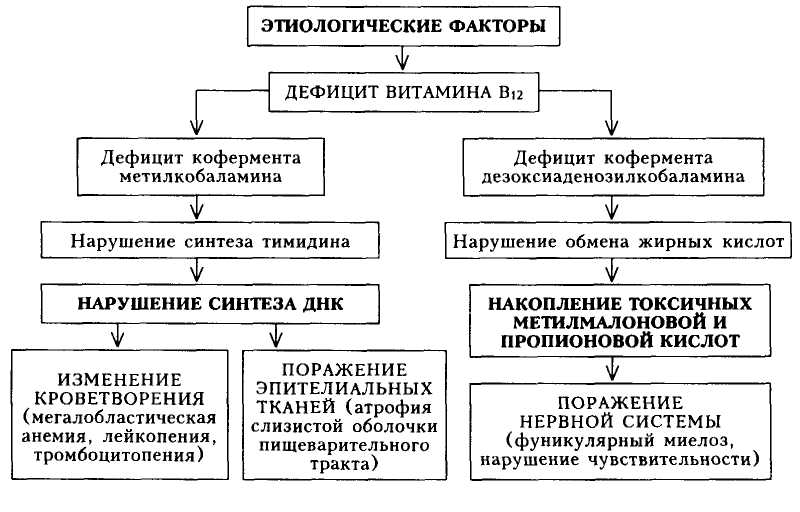 ЭТИОЛОГИЧЕСКИЕ ФАКТОРЫ
ДЕФИЦИТ ВИТАМИНА B12
Дефицит кофермента
метилкобаламина
Дефицит кофермента
дезоксиаденозилкобаламина
Нарушение синтеза тимидина
Нарушение обмена жирных кислот
НАРУШЕНИЕ СИНТЕЗА ДНК
НАКОПЛЕНИЕ ТОКСИЧНЫХ
МЕТИЛМАЛОНОВОЙ И
ПРОПИОНОВОЙ КИСЛОТ
ИЗМЕНЕНИЕ
КРОВЕТВОРЕНИЯ
(мегалобластическая
анемия, лейкопения,
тромбоцитопения)
ПОРАЖЕНИЕ
ЭПИТЕЛИАЛЬНЫХ
ТКАНЕЙ (атрофия
слизистой оболочки
пищеварительного
тракта)
ПОРАЖЕНИЕ
НЕРВНОЙ СИСТЕМЫ
(фуникулярный миелоз,
нарушение чувствительности)